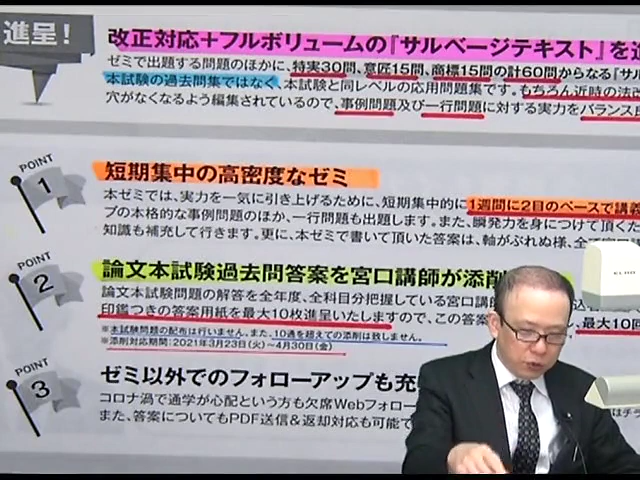 進呈！
改正対応＋フルボリュームの『サルベージテキスト』を進
ゼミで出題する問題のほかに、特実30問、意匠15問、商標15問の計60問からなる『サル
本試験の過去問集ではなく、本試験と同レベルの応用問題集です。もちろん近時の法改
穴がなくなるよう編集されているので、事例問題及び一行問題に対する実力をバランス
POINT
1
短期集中の高密度なゼミ
本ゼミでは、実力を一気に引き上げるために、短期集中的に1週間に2目のペースで講義
プの本格的な事例問題のほか、一行問題も出題します。また、瞬発力を身につけて頂く
知識も補充して行きます。更に、本ゼミで書いて頂いた答案は、軸がぶれぬ様、
POINT
2
論文本試験過去問答案を宮口講師が添削
論文本試験問題の解答を全年度、全科目分把握している宮口講師
印鑑つきの答案用紙を最大10枚進呈いたしますので、この答案
最大10
※本試験問題の配布は行いません。また、10通を超えての添削は致しません。
※添削対応期間：2021年3月23日(火)～4月30日(金)
POINT
3
ゼミ以外でのフォローアップも充
コロナ渦で通学が心配という方も欠席Webフォロー
また、答案についてもPDF送信&返却対応も可能で
ELMO